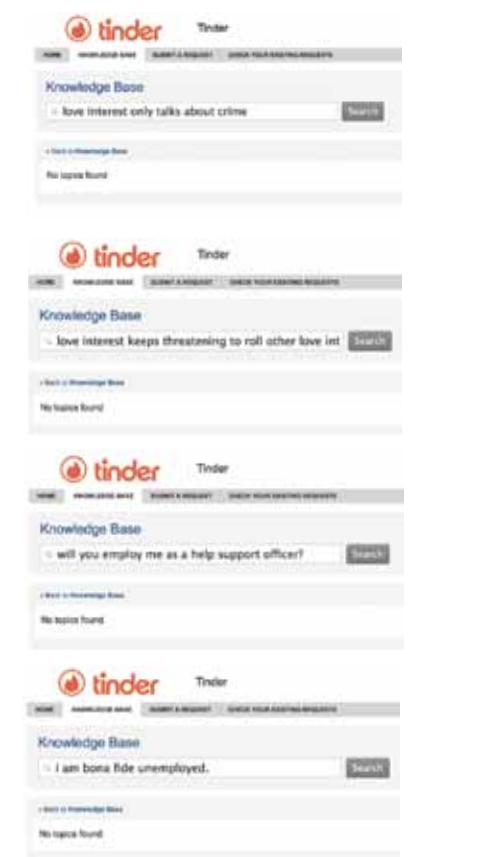 tinder Tinder
HOME KNOWLEDGE BASE SUBMIT A REQUEST CHECK YOUR EXISTING REQUESTS
Knowledge Base
love interest only talks about crime Search
« Back to Knowledge Base
No topics found
tinder Tinder
HOME KNOWLEDGE BASE SUBMIT A REQUEST CHECK YOUR EXISTING REQUESTS
Knowledge Base
love interest keeps threatening to roll other love int Search
« Back to Knowledge Base
No topics found
tinder Tinder
HOME KNOWLEDGE BASE SUBMIT A REQUEST CHECK YOUR EXISTING REQUESTS
Knowledge Base
will you employ me as a help support officer? Search
« Back to Knowledge Base
No topics found
tinder Tinder
HOME KNOWLEDGE BASE SUBMIT A REQUEST CHECK YOUR EXISTING REQUESTS
Knowledge Base
i am bona fide unemployed. Search
« Back to Knowledge Base
No topics found